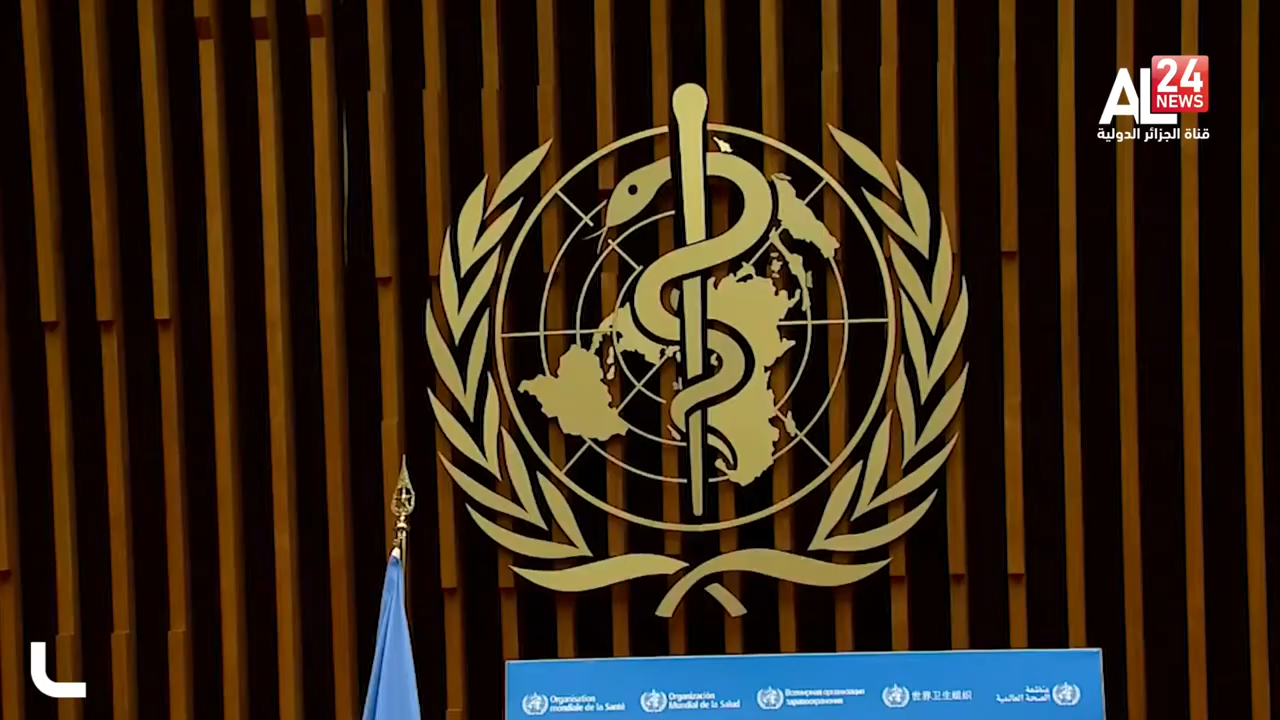 AL 24 NEWS
قناة الجزائر الدولية
Organisation
mondiale de la Santé
Organización
Mundial de la Salud
Всемирная организация
здравоохранения
世界卫生组织
منظمة
الصحة العالمية